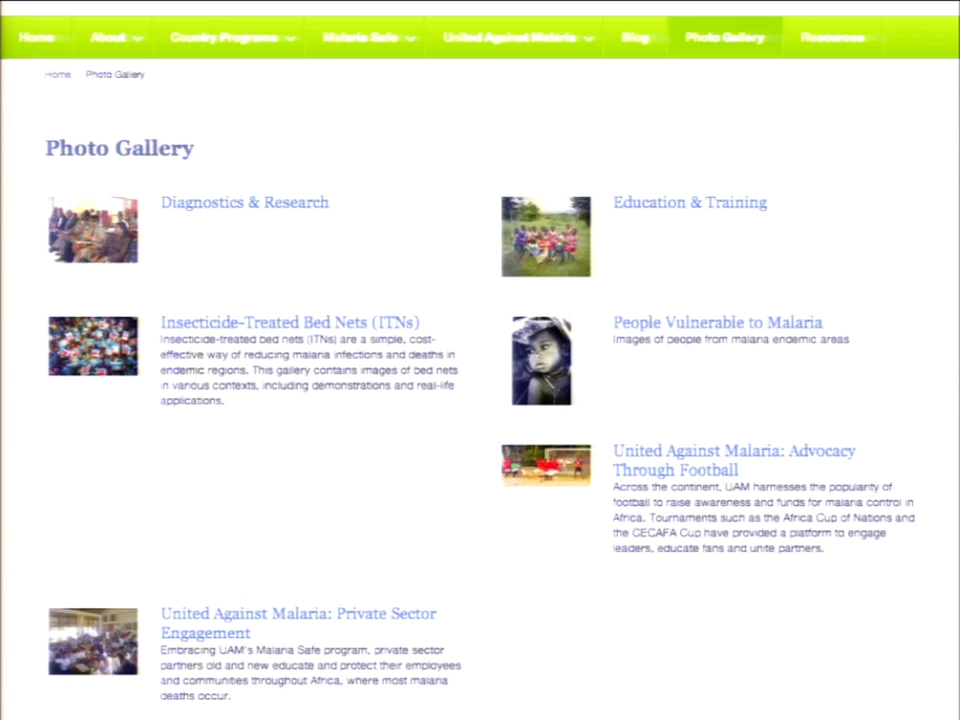 Home About Country Programs Malaria Safe United Against Malaria Blog Photo Gallery Resources
Home Photo Gallery
Photo Gallery
Diagnostics & Research
Education & Training
Insecticide-Treated Bed Nets (ITNs)
Insecticide-treated bed nets (ITNs) are a simple, cost-
effective way of reducing malaria infections and deaths in
endemic regions. This gallery contains images of bed nets
in various contexts, including demonstrations and real-life
applications.
People Vulnerable to Malaria
Images of people from malaria endemic areas
United Against Malaria: Advocacy
Through Football
Across the continent, UAM harnesses the popularity of
football to raise awareness and funds for malaria control in
Africa. Tournaments such as the Africa Cup of Nations and
the CECAFA Cup have provided a platform to engage
leaders, educate fans and unite partners.
United Against Malaria: Private Sector
Engagement
Embracing UAM's Malaria Safe program, private sector
partners old and new educate and protect their employees
and communities throughout Africa, where most malaria
deaths occur.